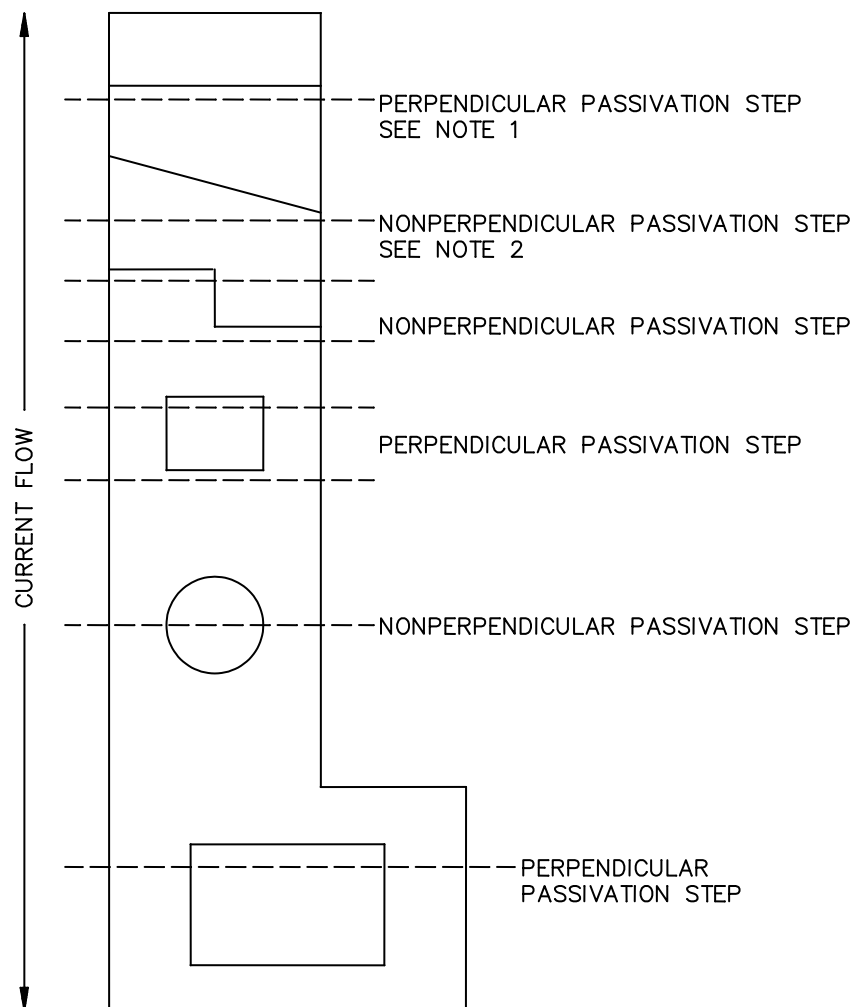 PERPENDICULAR PASSIVATION STEP
SEE NOTE 1
NONPERPENDICULAR PASSIVATION STEP
SEE NOTE 2
NONPERPENDICULAR PASSIVATION STEP
PERPENDICULAR PASSIVATION STEP
CURRENT FLOW
NONPERPENDICULAR PASSIVATION STEP
PERPENDICULAR
PASSIVATION STEP